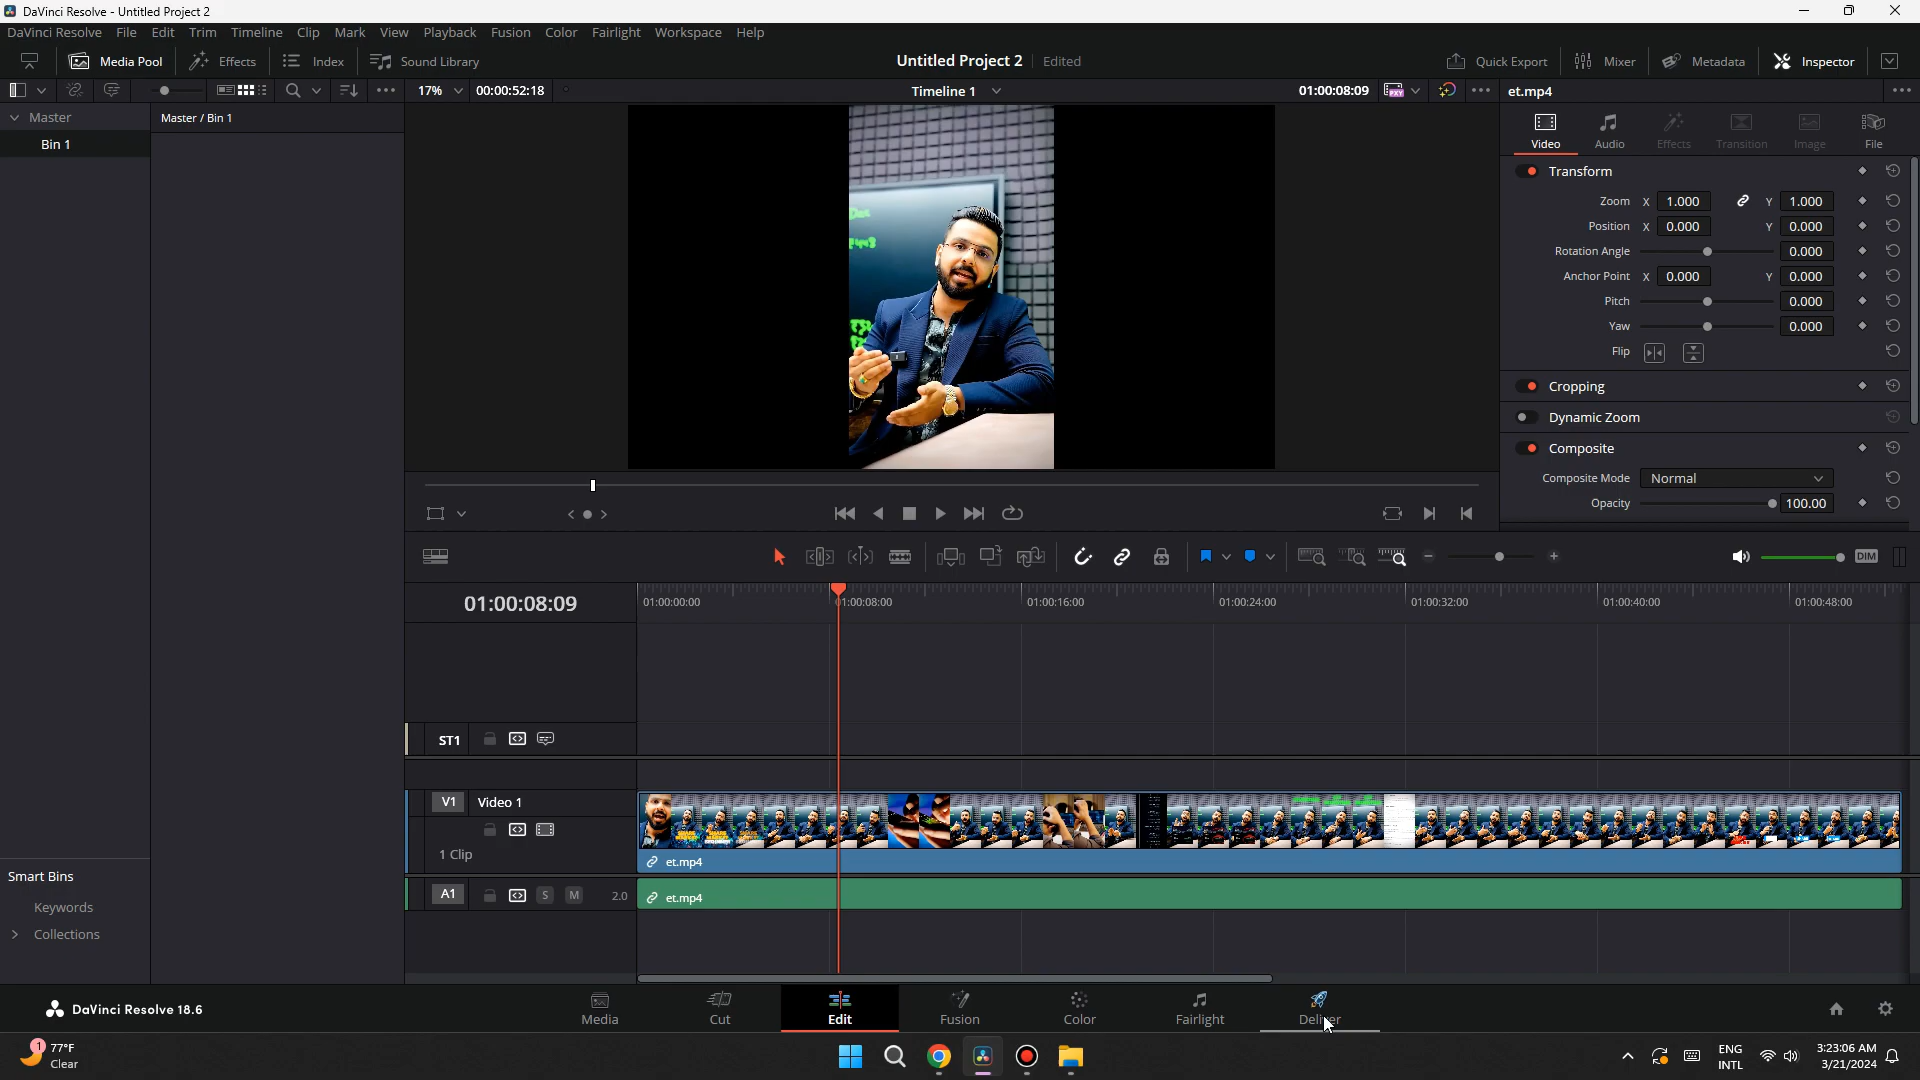 DaVinci Resolve - Untitled Project 2
DaVinci Resolve File Edit Trim Timeline Clip Mark View Playback Fusion Color Fairlight Workspace Help
Media Pool Effects Index Sound Library Untitled Project 2 Edited Quick Export Mixer Metadata Inspector
17% 00:00:52:18 Timeline 1 01:00:08:09 et.mp4
Master
Bin 1
Master / Bin 1
Video Audio Effects Transition Image File
Transform
Zoom X 1.000 Y 1.000
Position X 0.000 Y 0.000
Rotation Angle 0.000
Anchor Point X 0.000 Y 0.000
Pitch 0.000
Yaw 0.000
Flip
Cropping
Dynamic Zoom
Composite
Composite Mode Normal
Opacity 100.00
DIM
01:00:08:09 01:00:00:00 01:00:08:00 01:00:16:00 01:00:24:00 01:00:32:00 01:00:40:00 01:00:48:00
ST1
V1 Video 1
1 Clip
et.mp4
A1 S M 2.0 et.mp4
Smart Bins
Keywords
Collections
DaVinci Resolve 18.6
Media Cut Edit Fusion Color Fairlight Deliver
1 77°F
Clear
ENG
INTL
3:23:06 AM
3/21/2024